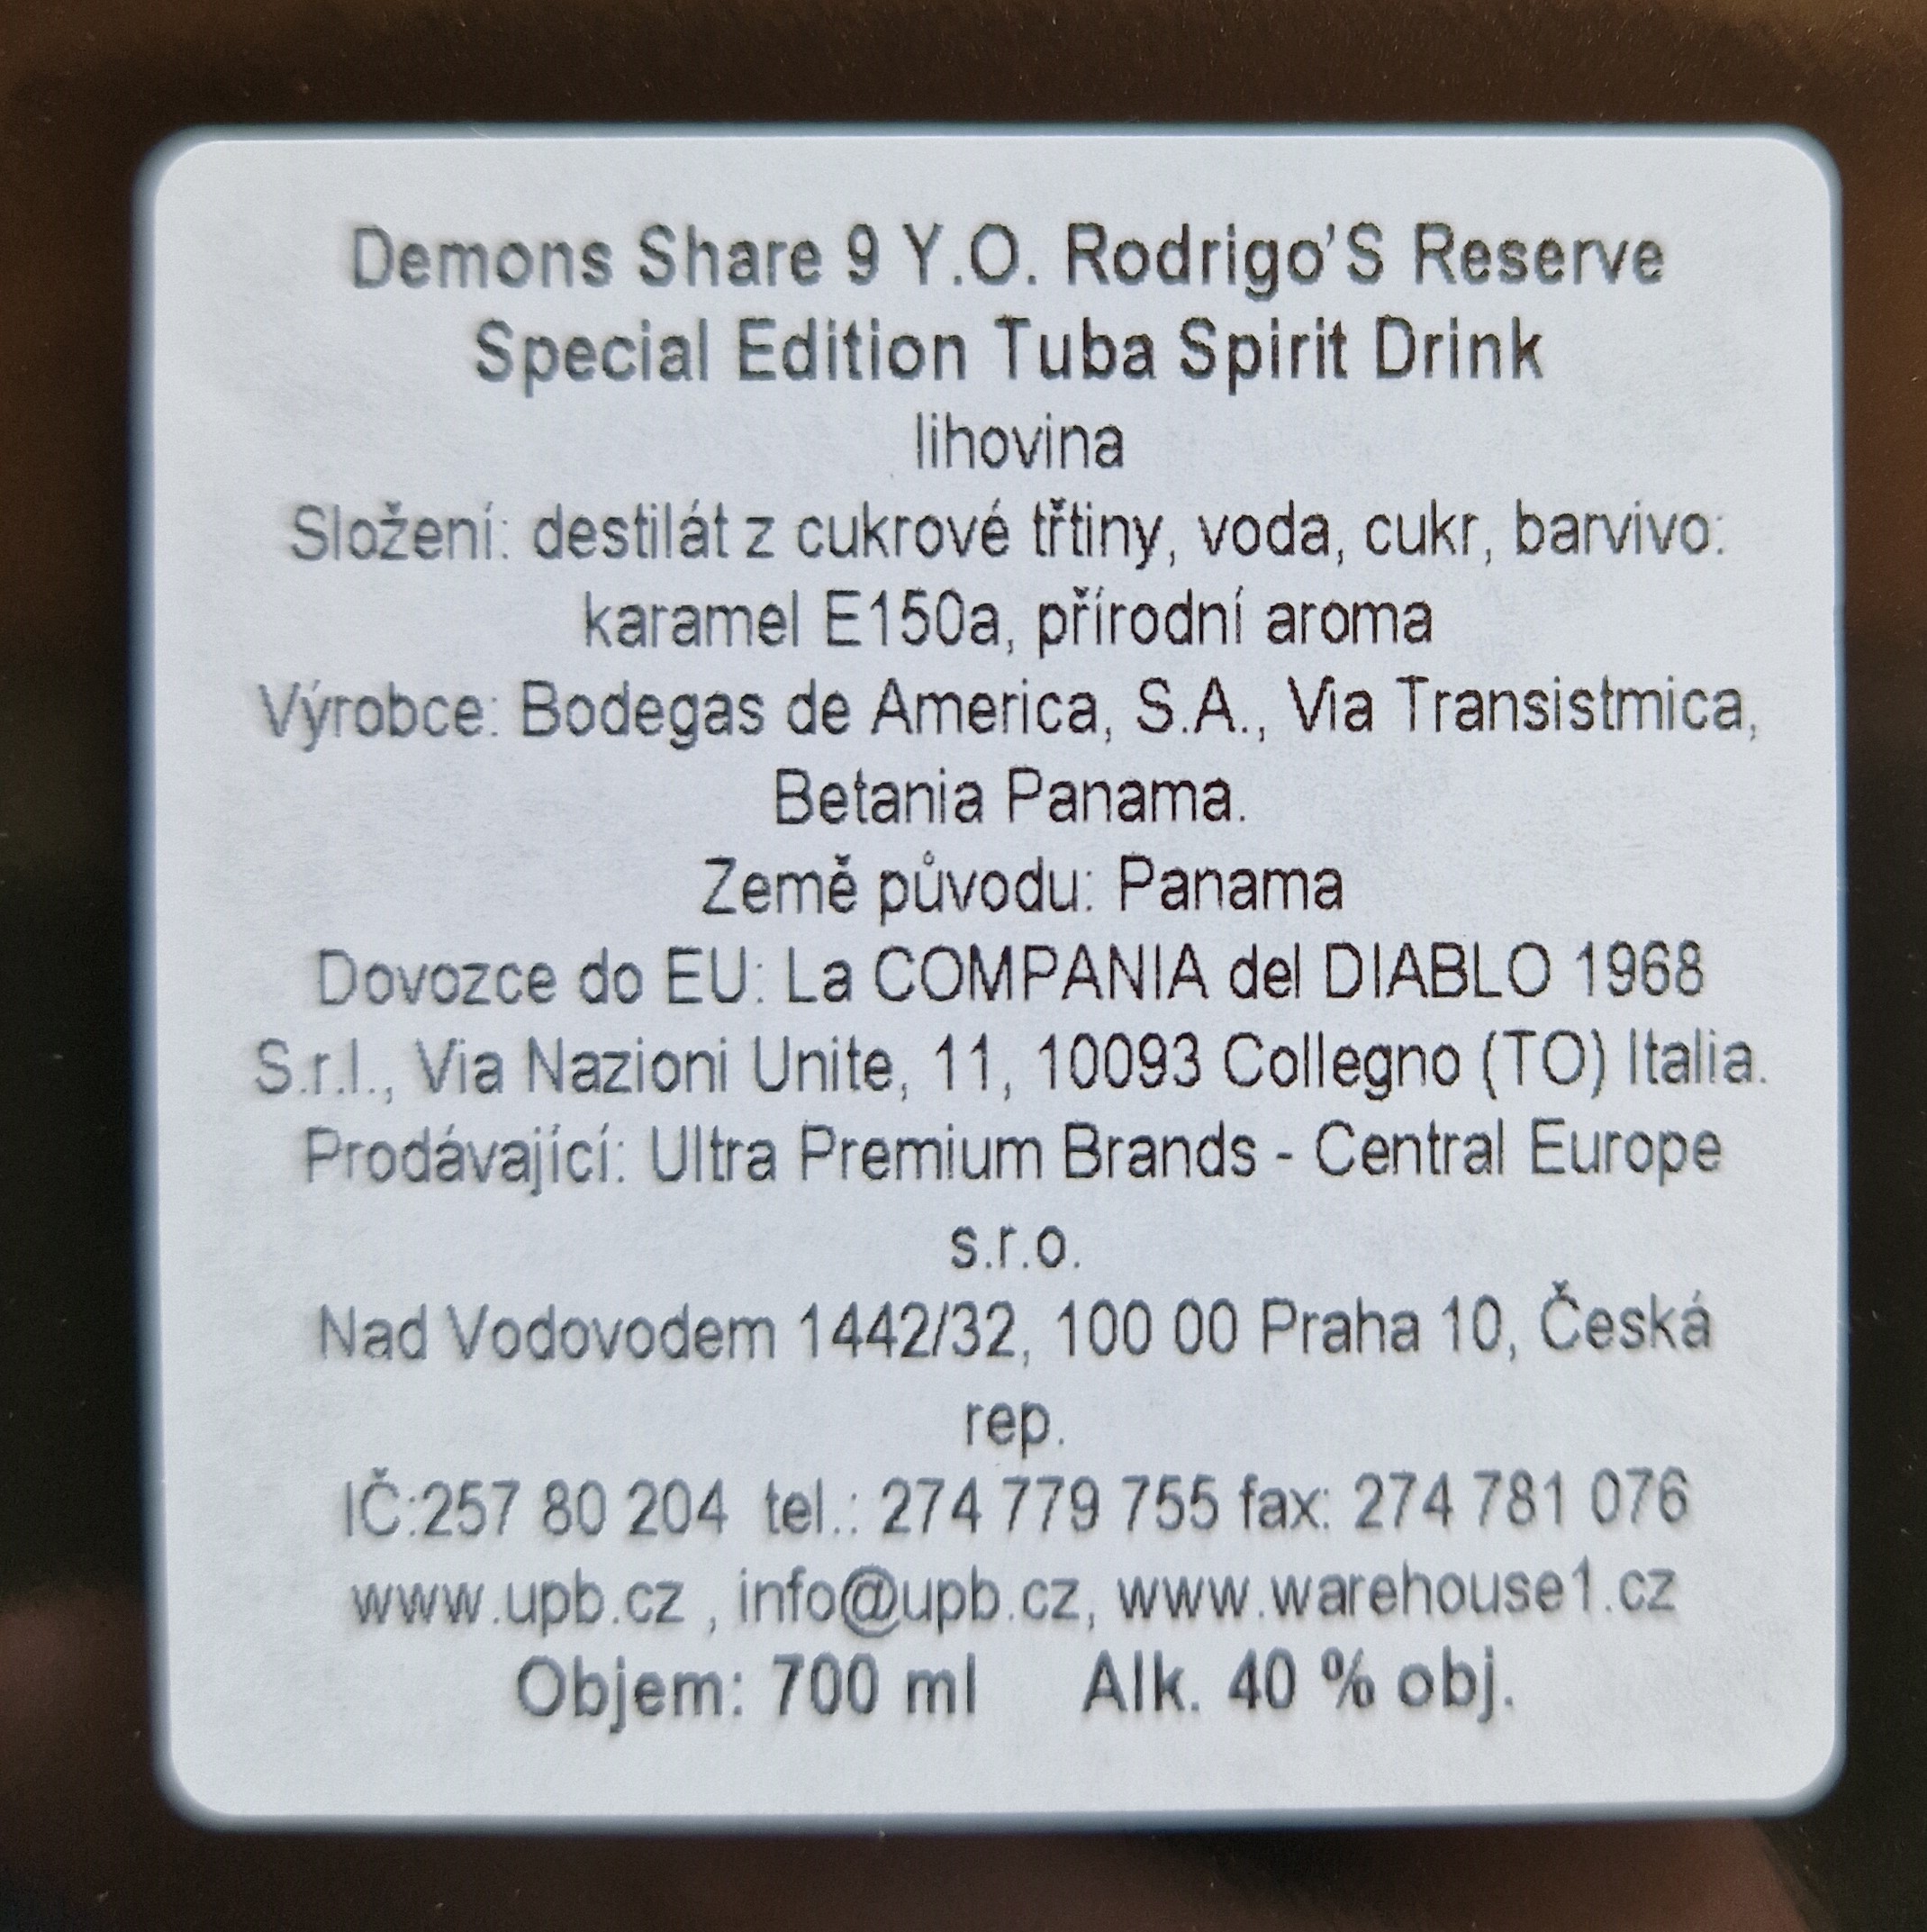 Demons Share 9 Y.O. Rodrigo'S Reserve
Special Edition Tuba Spirit Drink
lihovina
Složení: destilát z cukrové třtiny, voda, cukr, barvivo:
karamel E150a, přírodní aroma
Výrobce: Bodegas de America, S.A., Via Transistmica,
Betania Panama.
Země původu: Panama
Dovozce do EU: La COMPANIA del DIABLO 1968
S.r.l., Via Nazioni Unite, 11, 10093 Collegno (TO) Italia.
Prodávající: Ultra Premium Brands - Central Europe
s.r.o.
Nad Vodovodem 1442/32, 100 00 Praha 10, Česká
rep.
IČ:257 80 204 tel.: 274 779 755 fax: 274 781 076
www.upb.cz , info@upb.cz, www.warehouse1.cz
Objem: 700 ml Alk. 40 % obj.